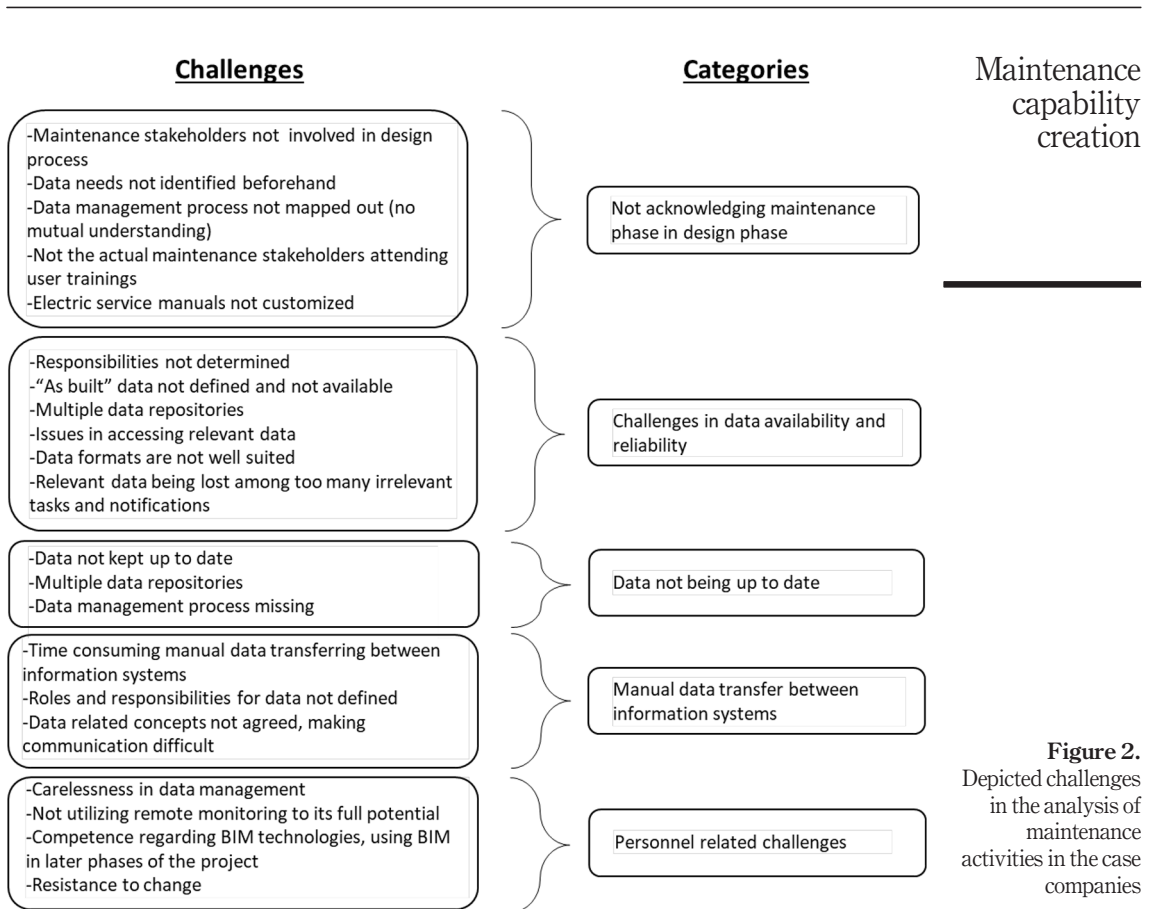 Challenges
Categories
Maintenance
capability
creation
-Maintenance stakeholders not involved in design
process
-Data needs not identified beforehand
-Data management process not mapped out (no
mutual understanding)
-Not the actual maintenance stakeholders attending
user trainings
-Electric service manuals not customized
Not acknowledging maintenance
phase in design phase
-Responsibilities not determined
-“As built” data not defined and not available
-Multiple data repositories
-Issues in accessing relevant data
-Data formats are not well suited
-Relevant data being lost among too many irrelevant
tasks and notifications
Challenges in data availability and
reliability
-Data not kept up to date
-Multiple data repositories
-Data management process missing
Data not being up to date
-Time consuming manual data transferring between
information systems
-Roles and responsibilities for data not defined
-Data related concepts not agreed, making
communication difficult
Manual data transfer between
information systems
-Carelessness in data management
-Not utilizing remote monitoring to its full potential
-Competence regarding BIM technologies, using BIM
in later phases of the project
-Resistance to change
Personnel related challenges
Figure 2.
Depicted challenges
in the analysis of
maintenance
activities in the case
companies